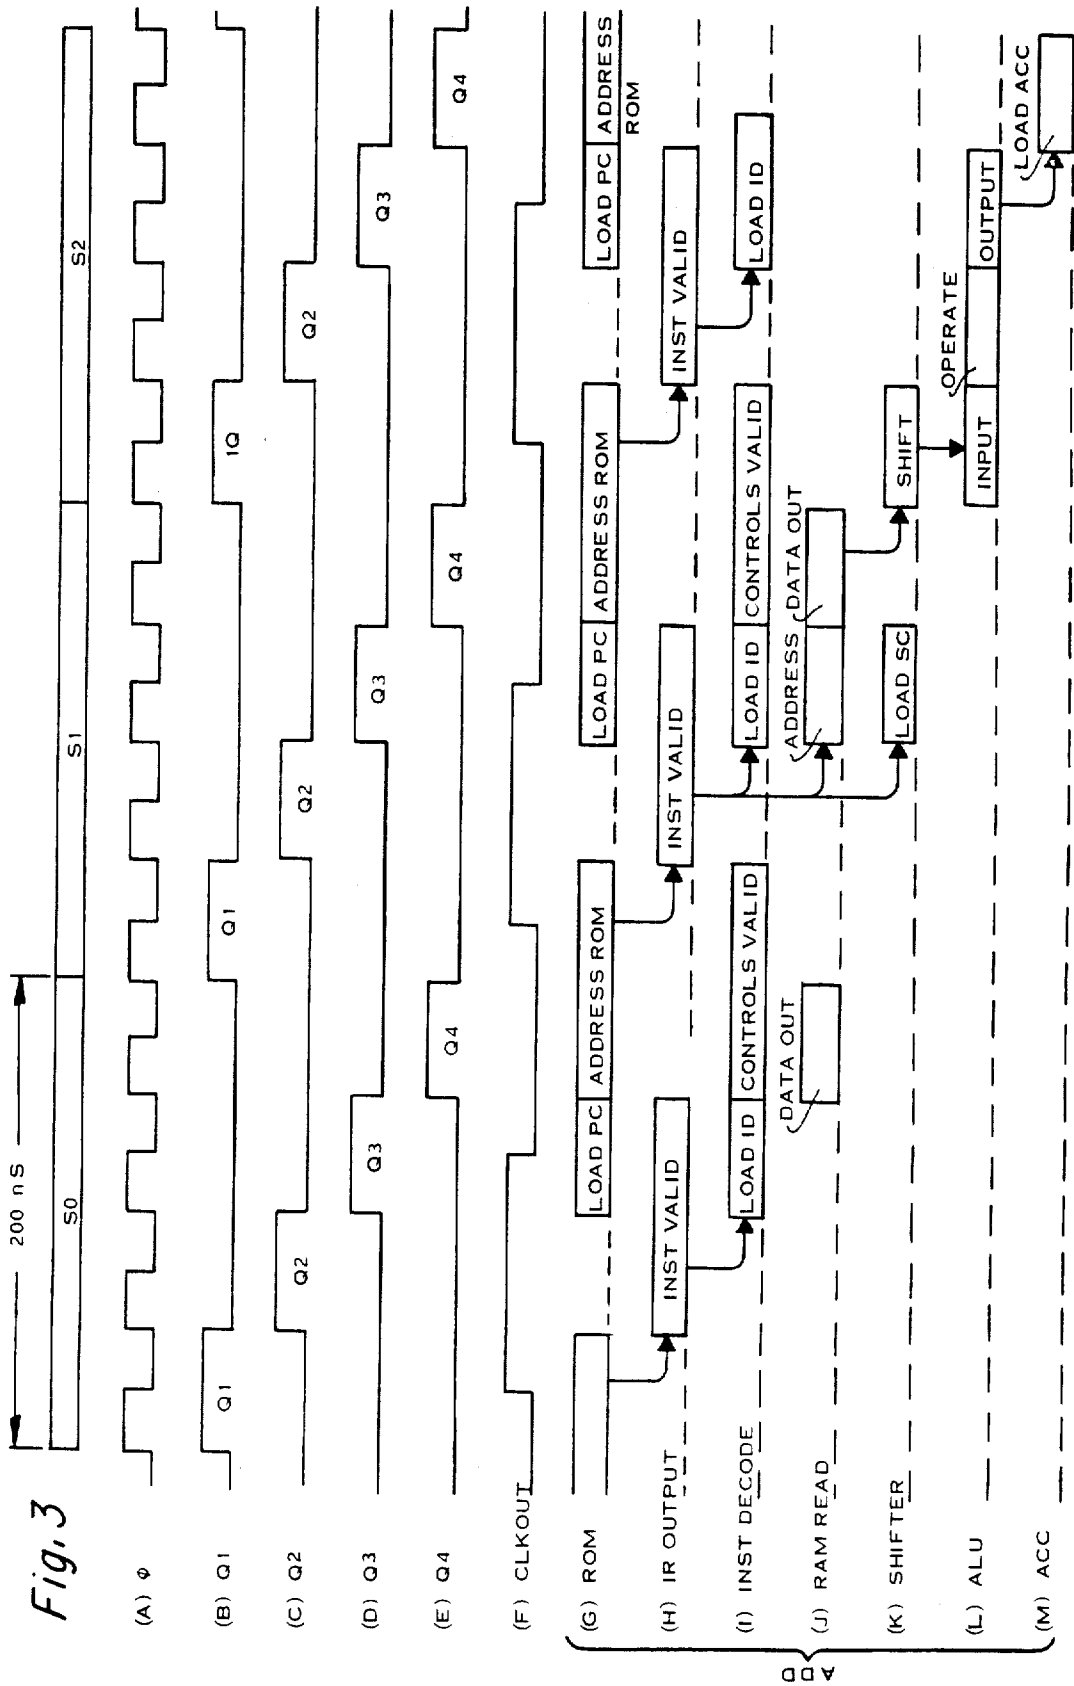 Fig. 3
200 nS
S0 S1 S2
(A) φ
(B) Q1 Q1 Q1 1Q
(C) Q2 Q2 Q2 Q2
(D) Q3 Q3 Q3 Q3
(E) Q4 Q4 Q4 Q4
(F) CLKOUT
(G) ROM LOAD PC ADDRESS ROM LOAD PC ADDRESS ROM LOAD PC ADDRESS
ROM
(H) IR OUTPUT INST VALID INST VALID INST VALID
(I) INST DECODE LOAD ID CONTROLS VALID LOAD ID CONTROLS VALID LOAD ID
DATA OUT ADDRESS DATA OUT
(J) RAM READ
(K) SHIFTER LOAD SC SHIFT
OPERATE
(L) ALU INPUT OUTPUT
LOAD ACC
(M) ACC
ADD